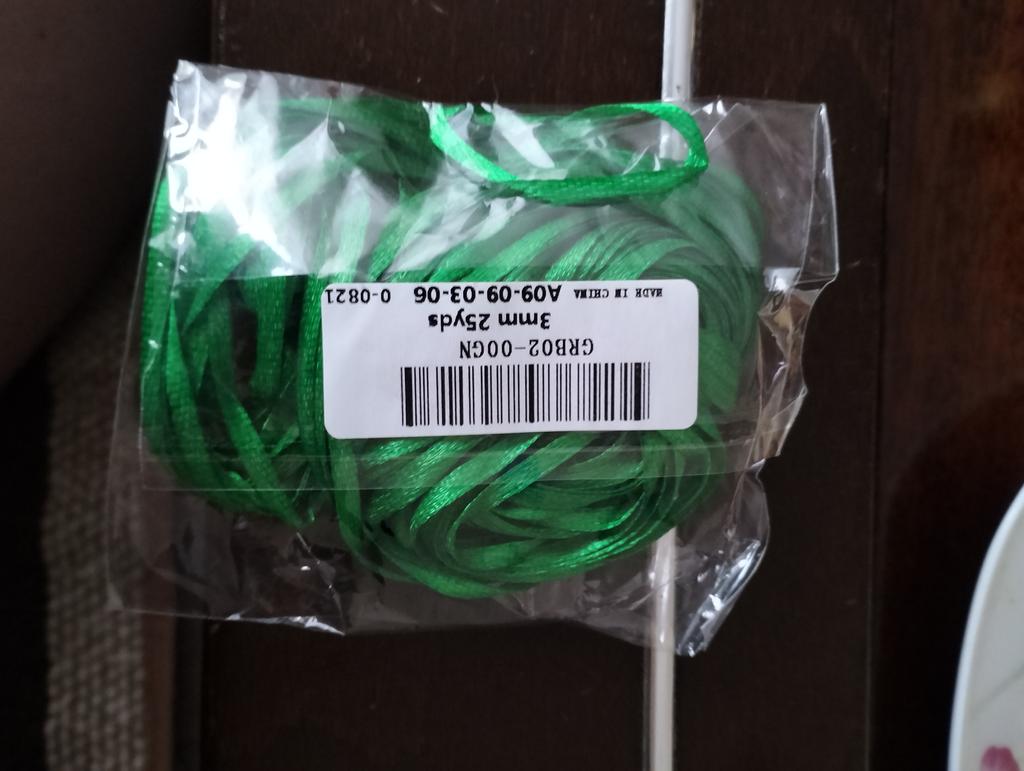 GRB02-00GN
3mm 25yds
MADE IN CHINA A09-09-03-06 0-0821